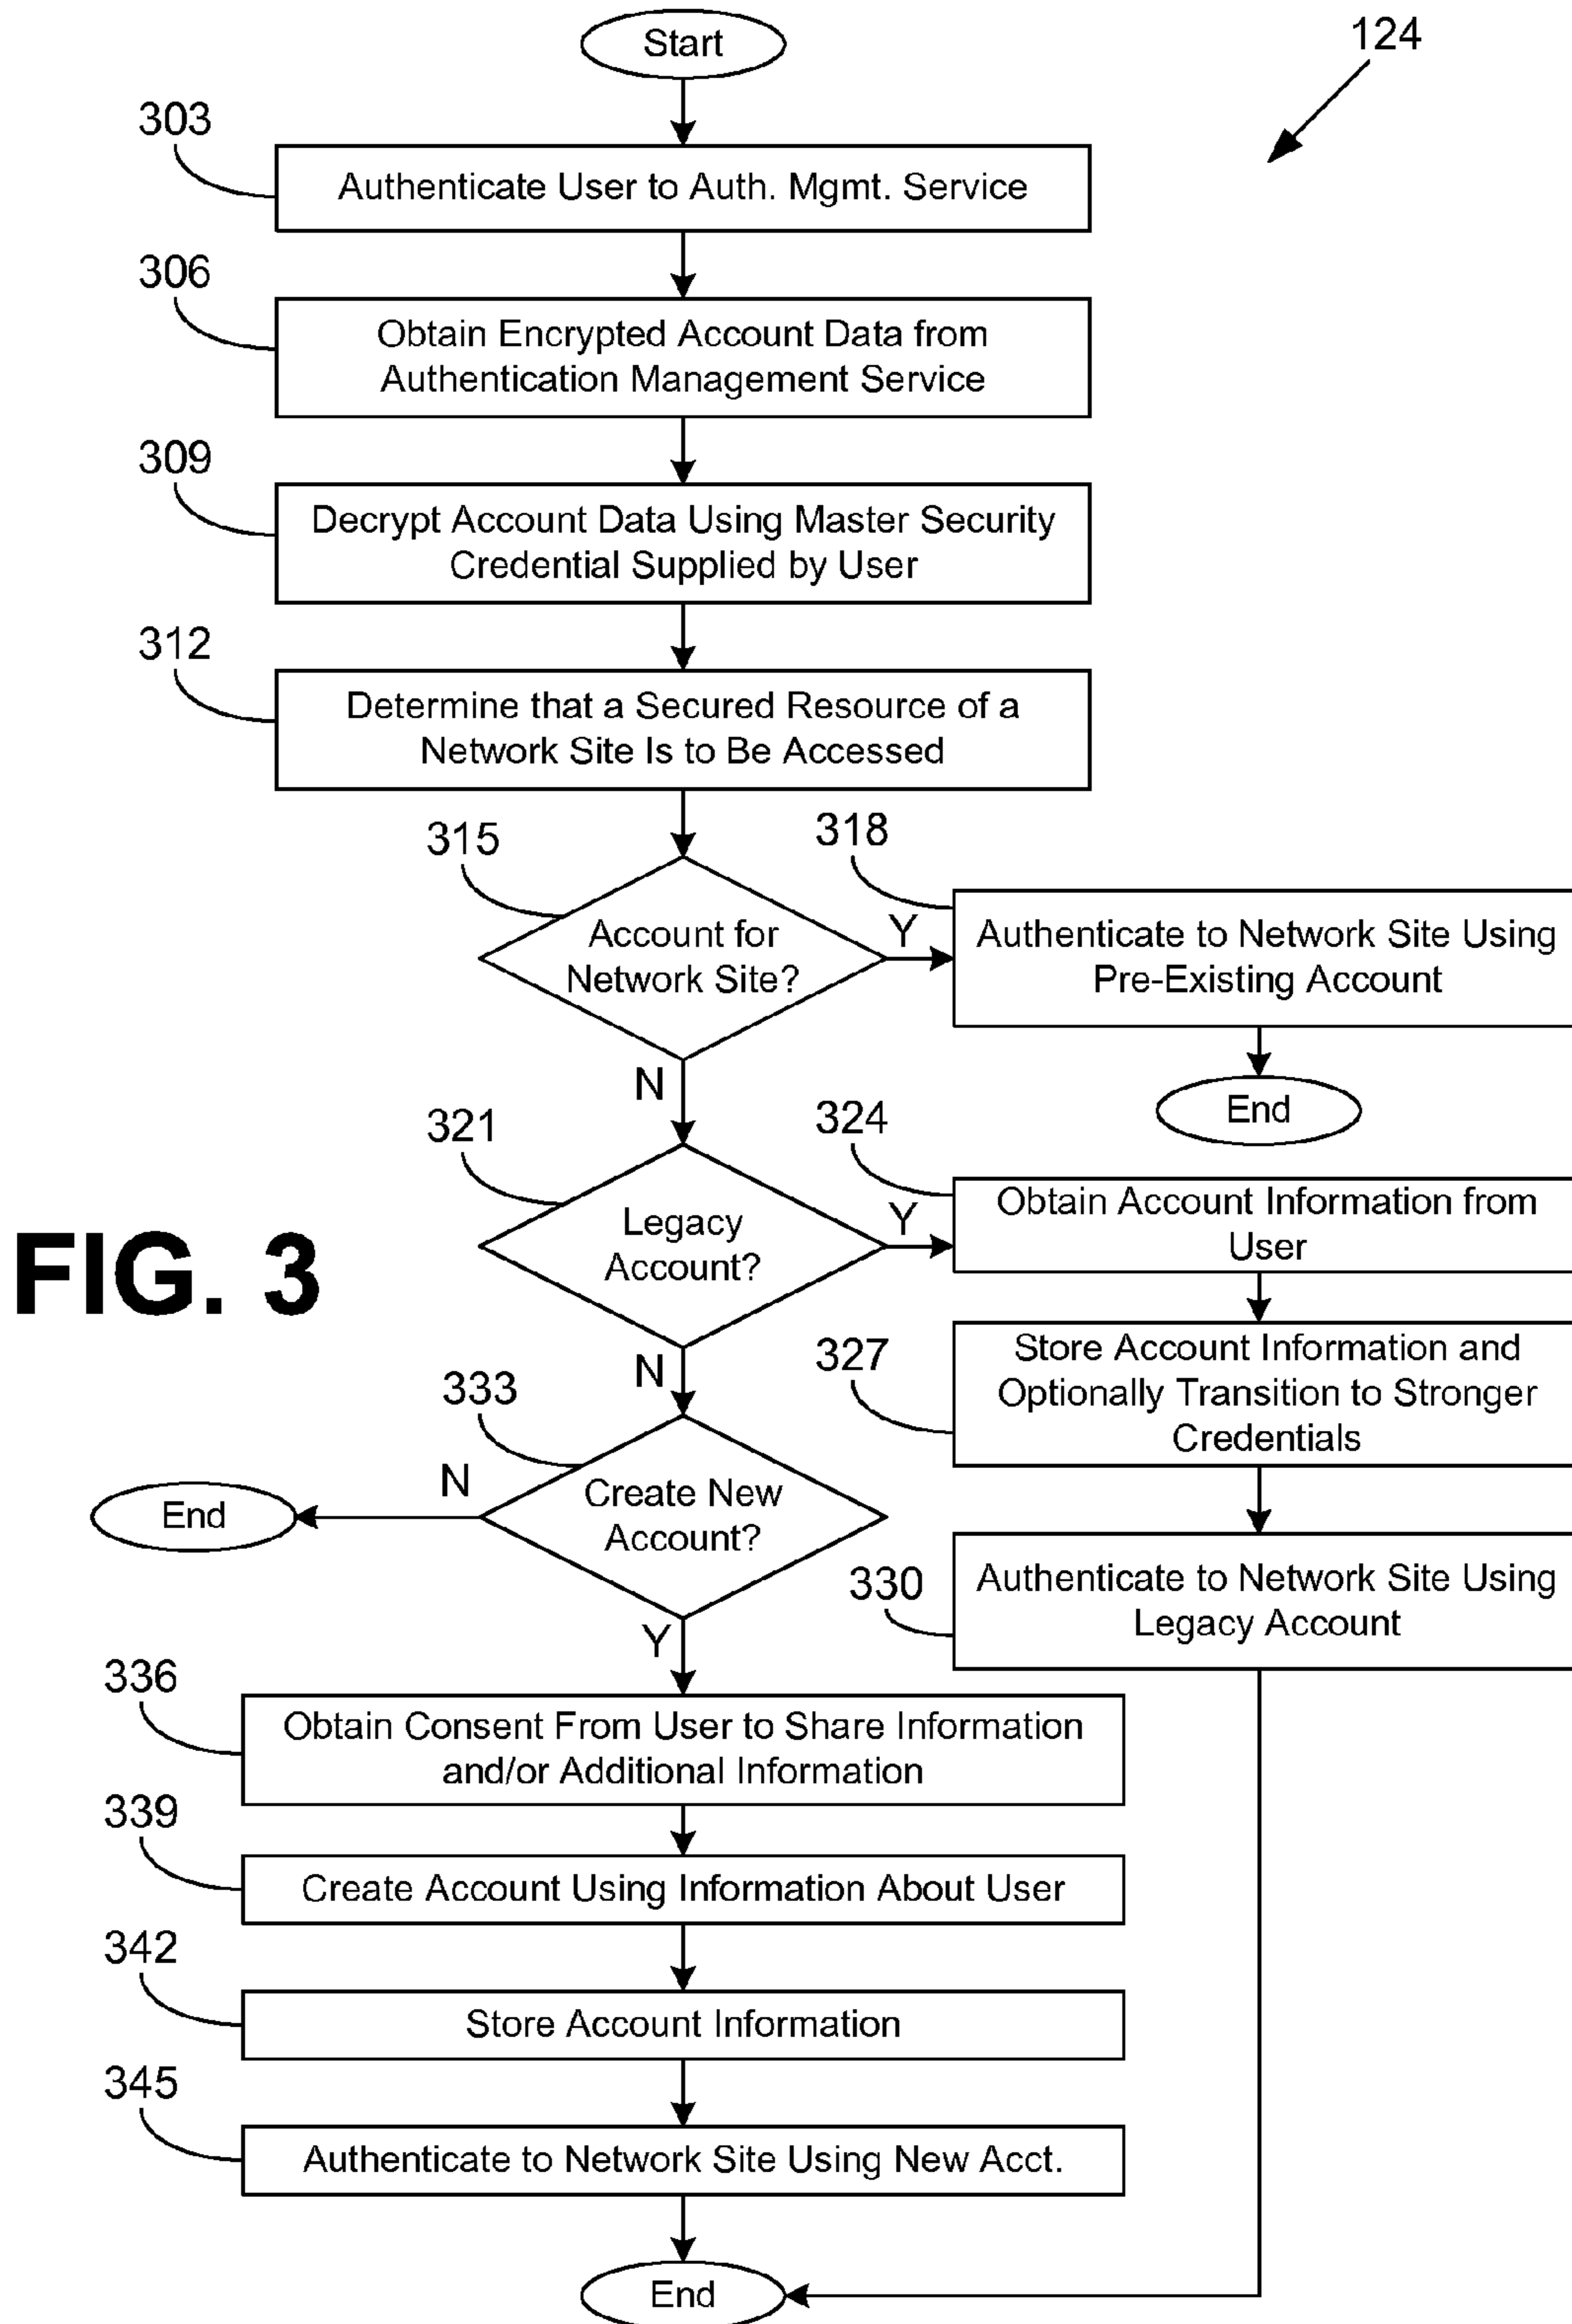 Start
124
303
Authenticate User to Auth. Mgmt. Service
306
Obtain Encrypted Account Data from
Authentication Management Service
309
Decrypt Account Data Using Master Security
Credential Supplied by User
312
Determine that a Secured Resource of a
Network Site Is to Be Accessed
315
Account for
Network Site?
Y
318
Authenticate to Network Site Using
Pre-Existing Account
End
N
321
Legacy
Account?
Y
324
Obtain Account Information from
User
327
Store Account Information and
Optionally Transition to Stronger
Credentials
330
Authenticate to Network Site Using
Legacy Account
FIG. 3
N
333
Create New
Account?
N
End
Y
336
Obtain Consent From User to Share Information
and/or Additional Information
339
Create Account Using Information About User
342
Store Account Information
345
Authenticate to Network Site Using New Acct.
End